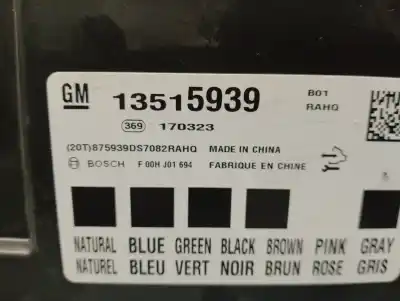 GM 13515939 B01
RAHQ
369 170323
(20T)875939DS7082RAHQ MADE IN CHINA
BOSCH F 00H J01 694 FABRIQUE EN CHINE
NATURAL BLUE GREEN BLACK BROWN PINK GRAY
NATUREL BLEU VERT NOIR BRUN ROSE GRIS